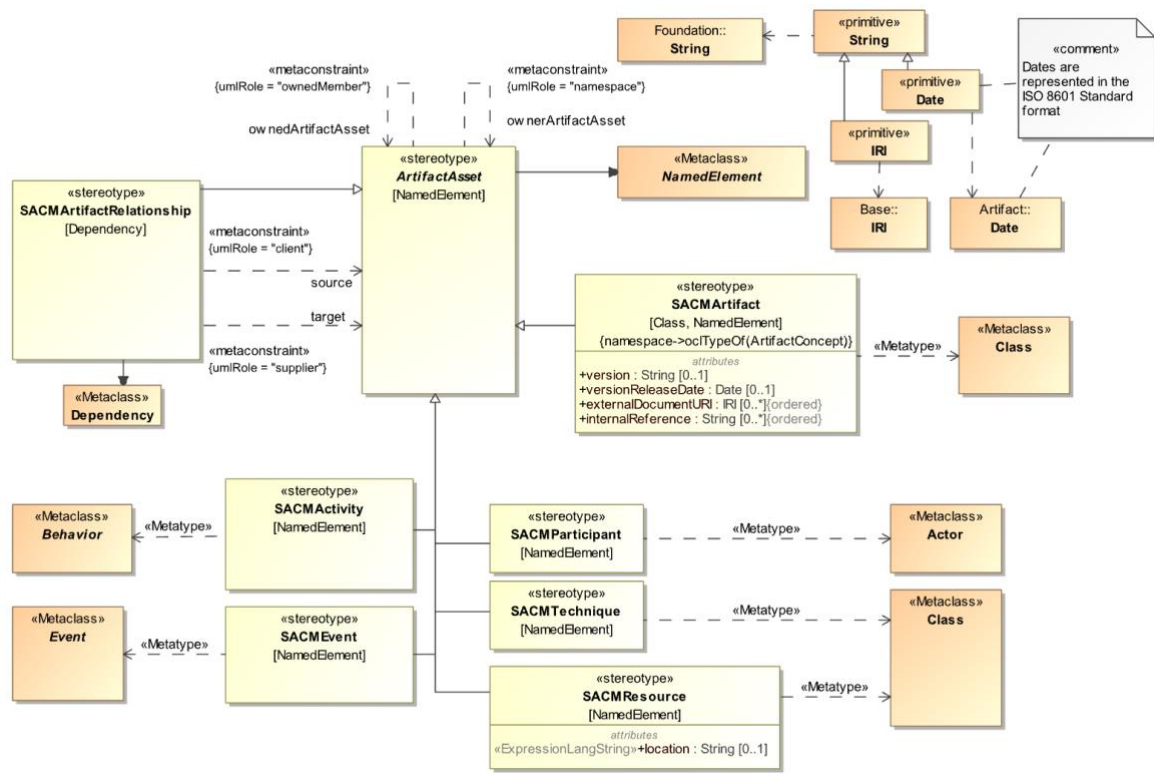 Foundation::
String
«primitive»
String
«comment»
Dates are
represented in the
ISO 8601 Standard
format
«primitive»
Date
«primitive»
IRI
Base::
IRI
Artifact::
Date
«metaconstraint»
{umlRole = "ownedMember"}
«metaconstraint»
{umlRole = "namespace"}
ow nedArtifactAsset
ow nerArtifactAsset
«stereotype»
ArtifactAsset
[NamedElement]
«Metaclass»
NamedElement
«stereotype»
SACMArtifactRelationship
[Dependency]
«metaconstraint»
{umlRole = "client"}
source
target
«metaconstraint»
{umlRole = "supplier"}
«Metaclass»
Dependency
«stereotype»
SACMArtifact
[Class, NamedElement]
{namespace->oclTypeOf(ArtifactConcept)}
attributes
+version : String [0..1]
+versionReleaseDate : Date [0..1]
+externalDocumentURI : IRI [0..*]{ordered}
+internalReference : String [0..*]{ordered}
«Metatype»
«Metaclass»
Class
«Metaclass»
Behavior
«Metatype»
«stereotype»
SACMActivity
[NamedElement]
«stereotype»
SACMParticipant
[NamedElement]
«Metatype»
«Metaclass»
Actor
«Metaclass»
Event
«Metatype»
«stereotype»
SACMEvent
[NamedElement]
«stereotype»
SACMTechnique
[NamedElement]
«Metatype»
«Metaclass»
Class
«stereotype»
SACMResource
[NamedElement]
attributes
«ExpressionLangString»+location : String [0..1]
«Metatype»